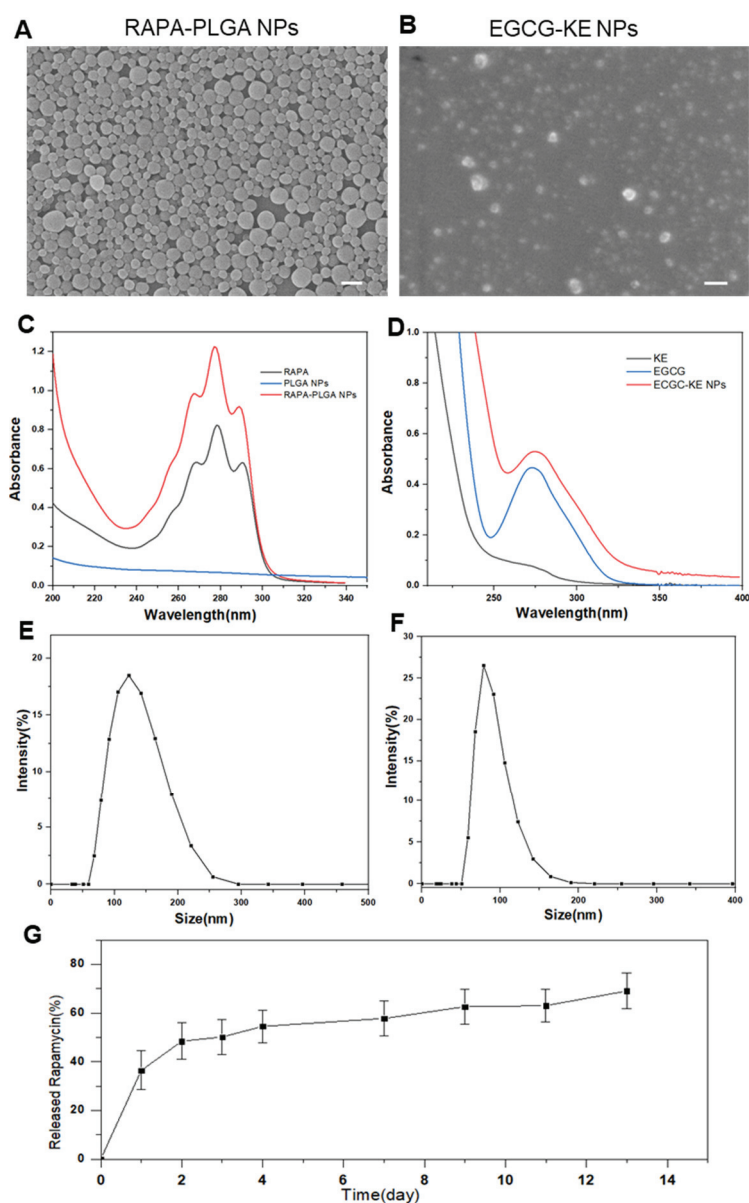 A
RAPA-PLGA NPs
B
EGCG-KE NPs
C
Absorbance
1.2
1.0
0.8
0.6
0.4
0.2
0.0
RAPA
PLGA NPs
RAPA-PLGA NPs
200 220 240 260 280 300 320 340
Wavelength(nm)
D
Absorbance
1.0
0.8
0.6
0.4
0.2
0.0
KE
EGCG
ECGC-KE NPs
250 300 350 400
Wavelength(nm)
E
Intensity(%)
20
15
10
5
0
0 100 200 300 400 500
Size(nm)
F
Intensity(%)
30
25
20
15
10
5
0
0 100 200 300 400
Size(nm)
G
Released Rapamycin(%)
80
60
40
20
0
0 2 4 6 8 10 12 14
Time(day)